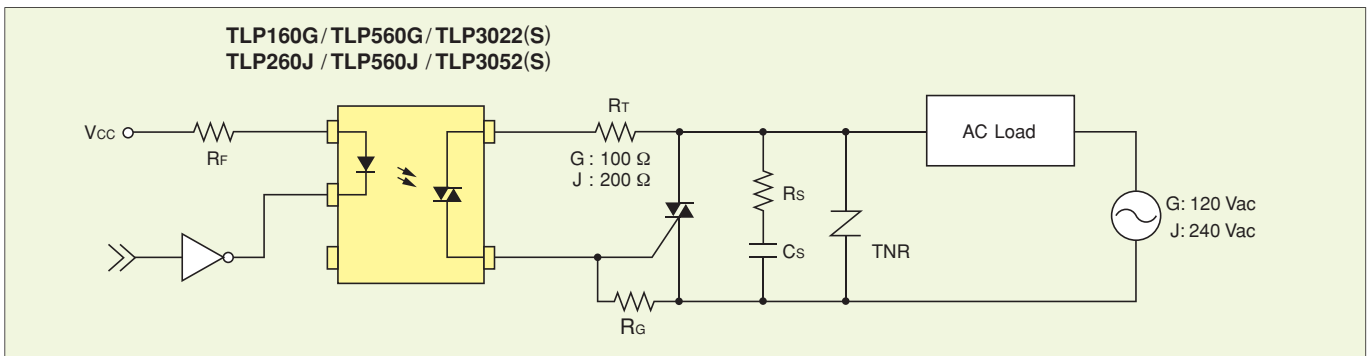 TLP160G / TLP560G / TLP3022(S)
TLP260J / TLP560J / TLP3052(S)
VCC
RF
RT
G : 100 Ω
J : 200 Ω
AC Load
RS
CS
TNR
G: 120 Vac
J: 240 Vac
RG